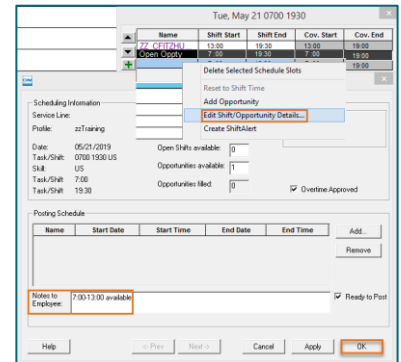 Tue, May 21 0700 1930
Name Shift Start Shift End Cov. Start Cov. End
ZZ_CFITZHU 13:00 19:30 13:00 19:00
Open Oppty 7:00 19:30 7:00 19:00
19:00
Delete Selected Schedule Slots
Reset to Shift Time
Add Opportunity
Edit Shift/Opportunity Details...
Create ShiftAlert
Scheduling Information
Service Line:
Profile: zzTraining
Date: 05/21/2019 Open Shifts available: 0
Task/Shift: 0700 1930 US
Skill: US Opportunities available: 1
Task/Shift 7:00
Task/Shift 19:30 Opportunities filled: 0 Overtime Approved
Posting Schedule
Name Start Date Start Time End Date End Time Add...
Remove
Notes to Employee: 7:00-13:00 available Ready to Post
Help <- Prev Next -> Cancel Apply OK